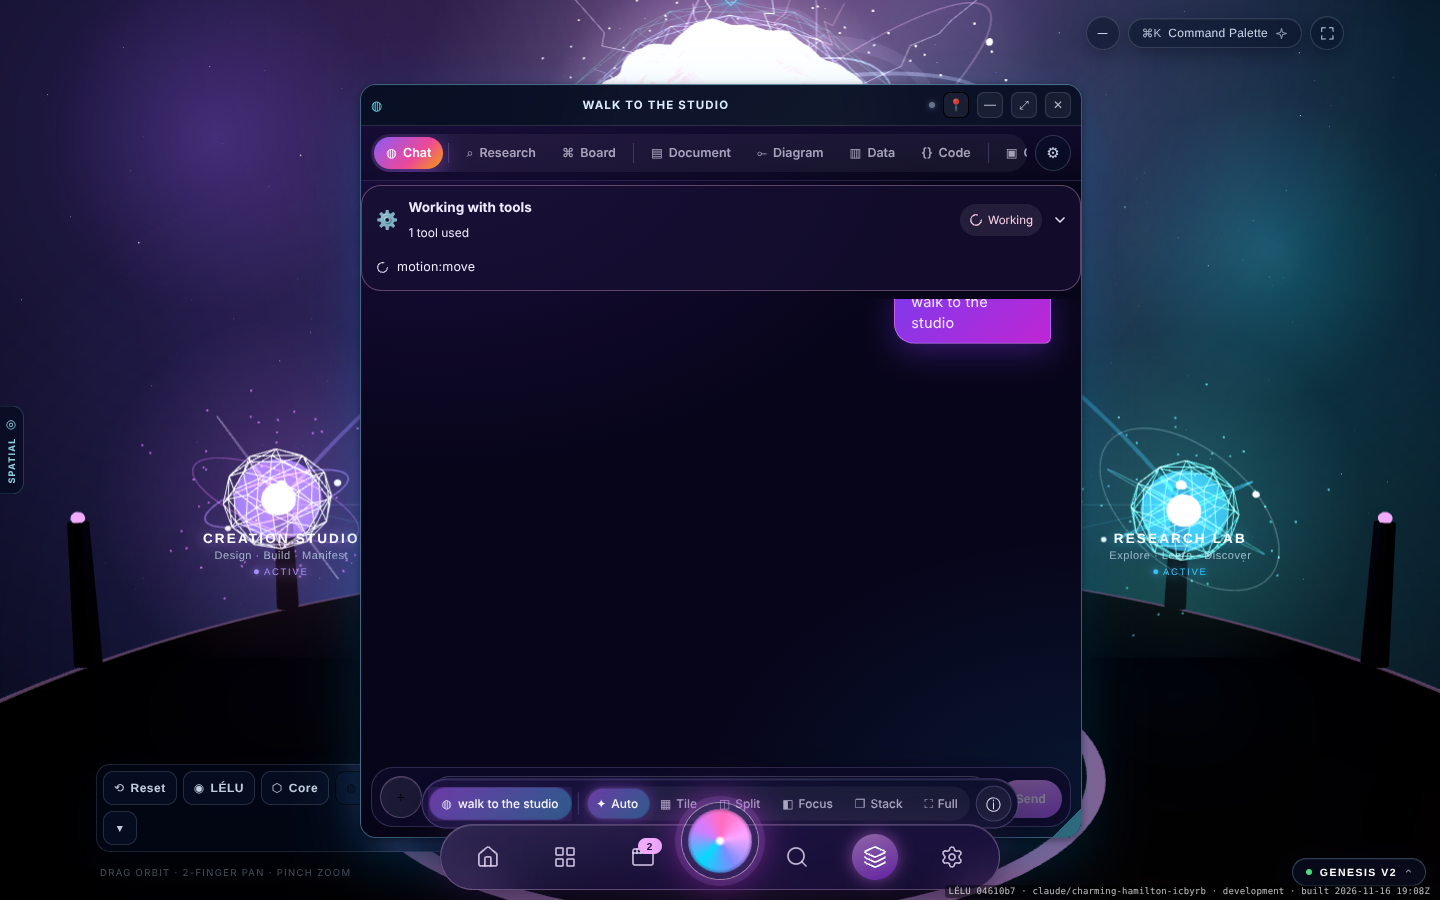 ⌘K Command Palette
WALK TO THE STUDIO
Chat
Research
⌘ Board
Document
Diagram
Data
{} Code
Working with tools
1 tool used
Working
motion:move
walk to the
studio
SPATIAL
CREATION STUDIO
Design · Build · Manifest
ACTIVE
RESEARCH LAB
Explore · Learn · Discover
ACTIVE
Reset
LÉLU
Core
walk to the studio
Auto
Tile
Split
Focus
Stack
Full
Send
2
DRAG ORBIT · 2-FINGER PAN · PINCH ZOOM
GENESIS V2
LÉLU 04610b7 · claude/charming-hamilton-icbyrb · development · built 2026-11-16 19:08Z